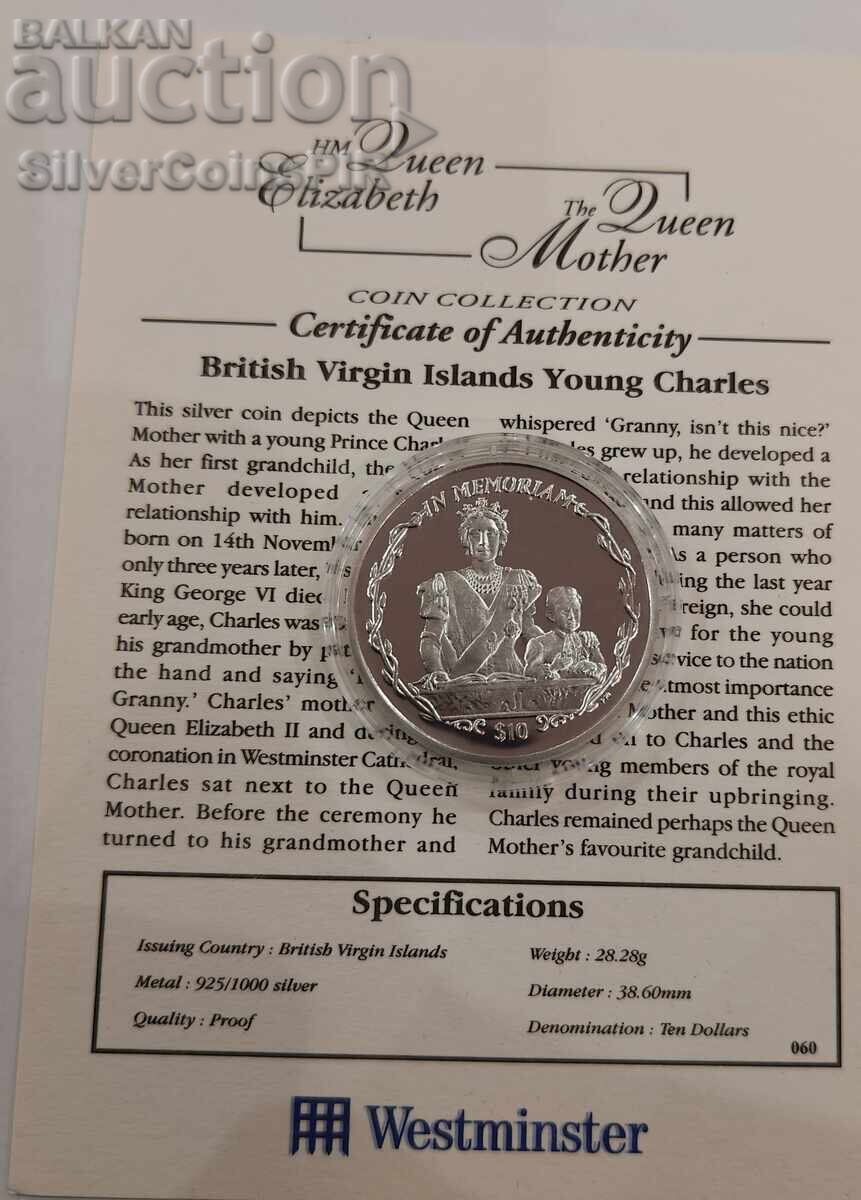 BALKAN
auction
SilverCoinsPIK
HM Queen
Elizabeth
The Queen
Mother
COIN COLLECTION
Certificate of Authenticity
British Virgin Islands Young Charles
This silver coin depicts the Queen
Mother with a young Prince
As her first grandchild, the
Mother developed
relationship with him.
born on 14th
only three years later,
King George VI died
early age, Charles was
his grandmother by
the hand and saying
Granny.' Charles'
Queen Elizabeth II and
coronation in Westminster
Charles sat next to the Queen
Mother. Before the ceremony he
turned to his grandmother and
whispered 'Granny, isn't this nice?'
grew up, he developed a
relationship with the
and this allowed her
many matters of
As a person who
the last year
she could
for the young
to the nation
importance
Mother and this ethic
to Charles and the
young members of the royal
family during their upbringing.
Charles remained perhaps the Queen
Mother's favourite grandchild.
IN MEMORIAM
$10
Specifications
Issuing Country : British Virgin Islands
Metal : 925/1000 silver
Quality : Proof
Weight : 28.28g
Diameter : 38.60mm
Denomination : Ten Dollars
060
Westminster